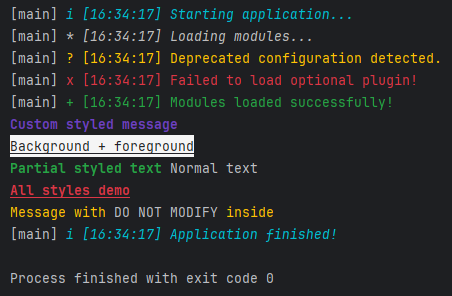 [main] i [16:34:17] Starting application...
[main] * [16:34:17] Loading modules...
[main] ? [16:34:17] Deprecated configuration detected.
[main] x [16:34:17] Failed to load optional plugin!
[main] + [16:34:17] Modules loaded successfully!
Custom styled message
Background + foreground
Partial styled text Normal text
All styles demo
Message with DO NOT MODIFY inside
[main] i [16:34:17] Application finished!
Process finished with exit code 0